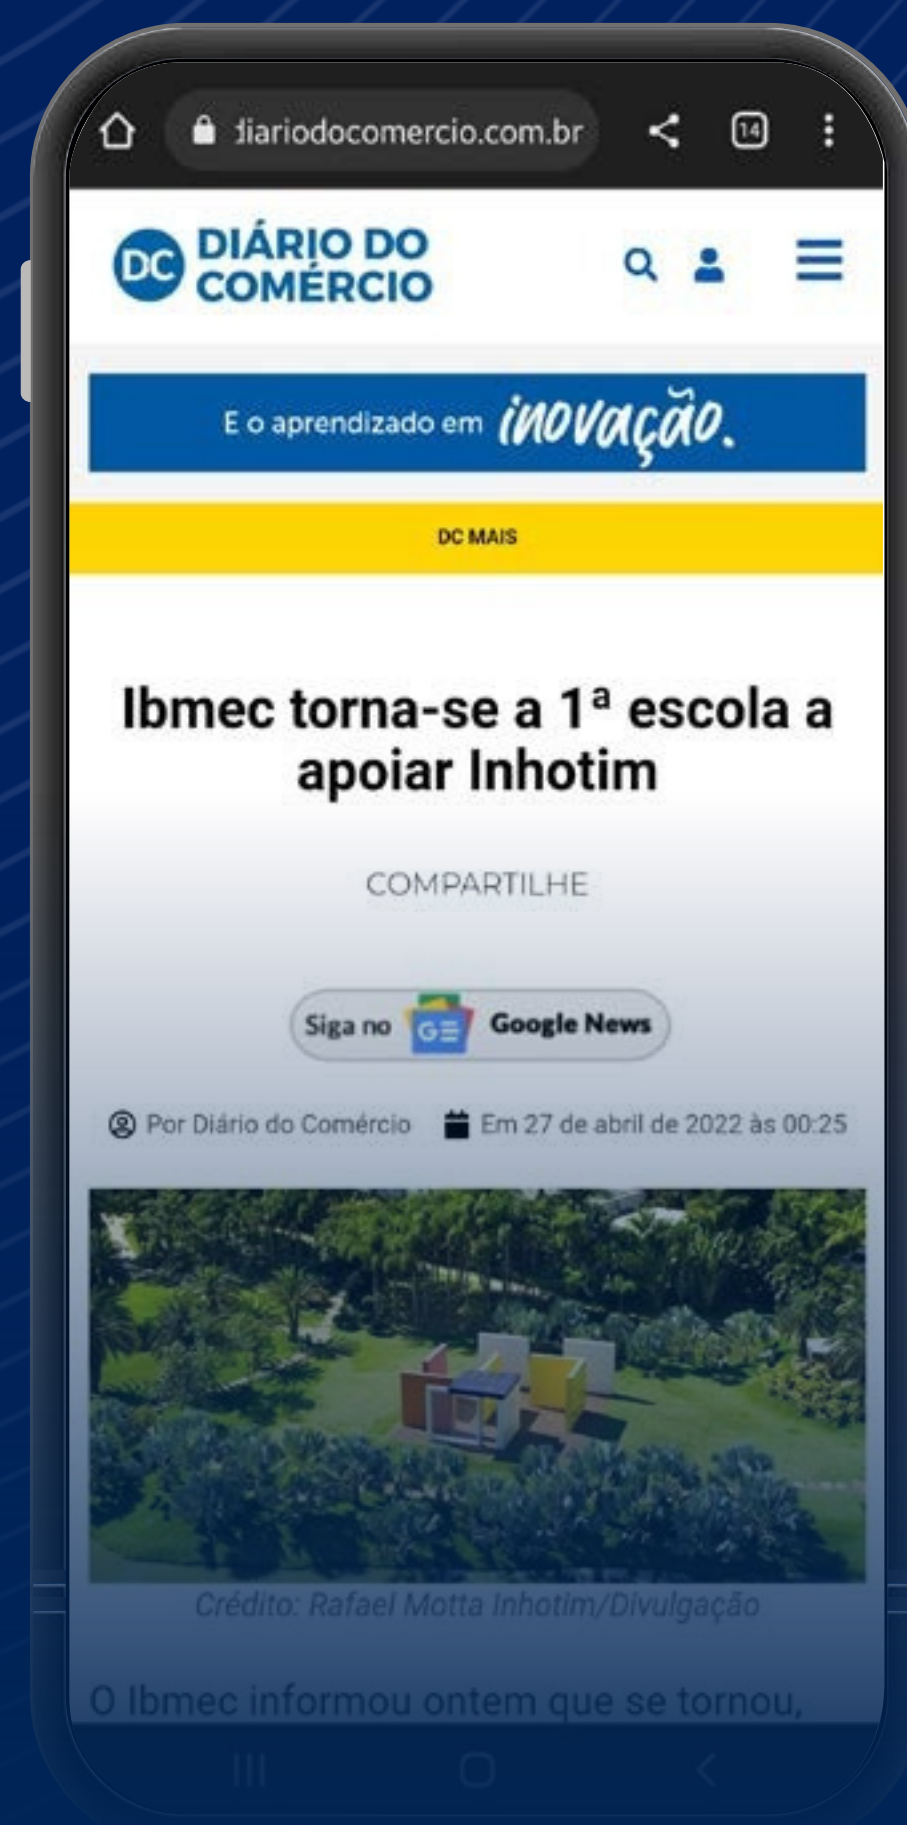 diariodocomercio.com.br
14
DC
DIÁRIO DO
COMÉRCIO
E o aprendizado em inovação.
DC MAIS
Ibmec torna-se a 1ª escola a
apoiar Inhotim
COMPARTILHE
Siga no GE Google News
Por Diário do Comércio Em 27 de abril de 2022 às 00:25
Crédito: Rafael Motta Inhotim/Divulgação
O Ibmec informou ontem que se tornou,